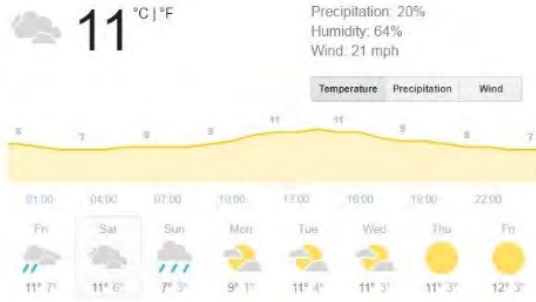 11 °C | °F
Precipitation: 20%
Humidity: 64%
Wind: 21 mph
Temperature Precipitation Wind
8 7 8 8 11 11 9 8 7
01:00 04:00 07:00 10:00 13:00 16:00 19:00 22:00
Fri Sat Sun Mon Tue Wed Thu Fri
11° 7° 11° 6° 7° 3° 9° 1° 11° 4° 11° 3° 11° 3° 12° 3°